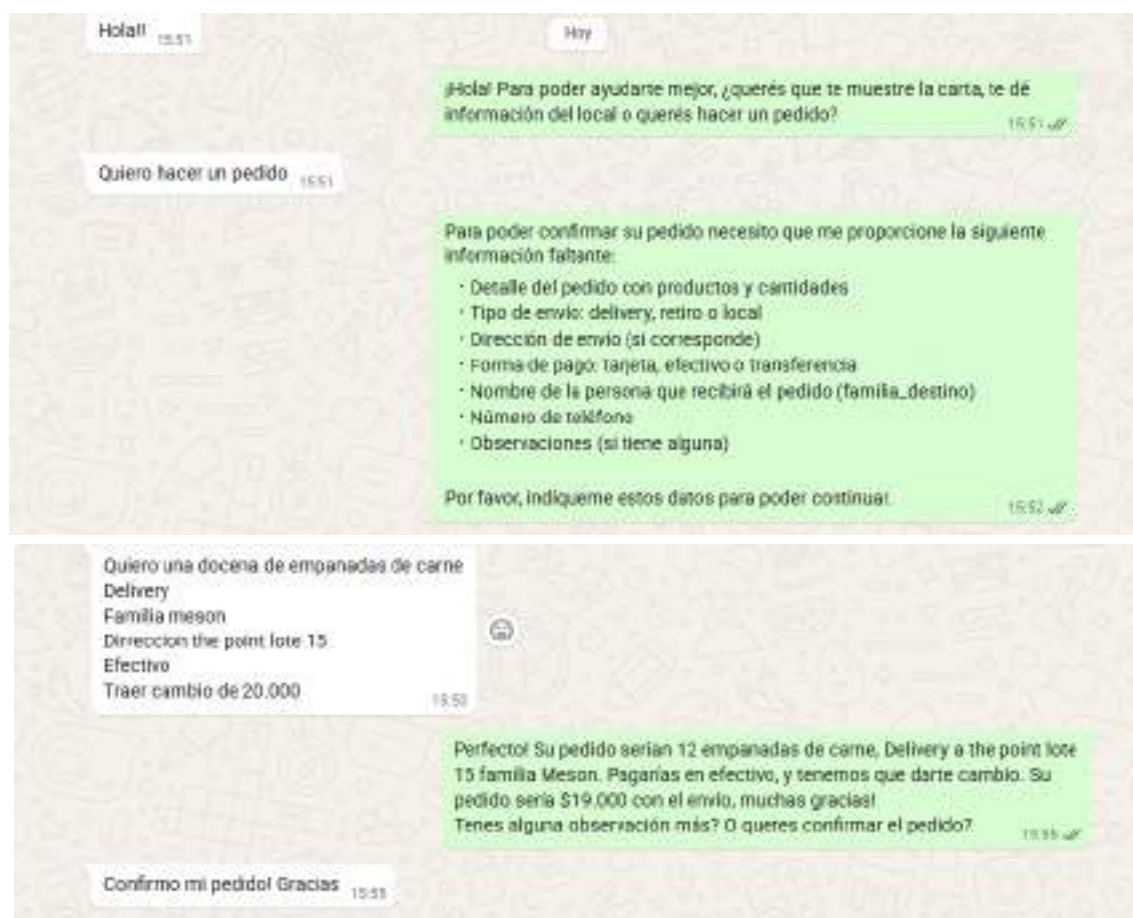 Hola!! 15:51
Hoy
¡Hola! Para poder ayudarte mejor, ¿querés que te muestre la carta, te dé
información del local o querés hacer un pedido?
15:51
Quiero hacer un pedido 15:51
Para poder confirmar su pedido necesito que me proporcione la siguiente
información faltante:
· Detalle del pedido con productos y cantidades
· Tipo de envío: delivery, retiro o local
· Dirección de envío (si corresponde)
· Forma de pago: tarjeta, efectivo o transferencia
· Nombre de la persona que recibirá el pedido (familia_destino)
· Número de teléfono
· Observaciones (si tiene alguna)
Por favor, indíqueme estos datos para poder continuar.
15:52
Quiero una docena de empanadas de carne
Delivery
Familia meson
Dirreccion the point lote 15
Efectivo
Traer cambio de 20.000
Perfecto! Su pedido serian 12 empanadas de carne, Delivery a the point lote
15 familia Meson. Pagarias en efectivo, y tenemos que darte cambio. Su
pedido sería $19.000 con el envio, muchas gracias!
Tenes alguna observación más? O queres confirmar el pedido?
Confirmo mi pedido! Gracias 15:55